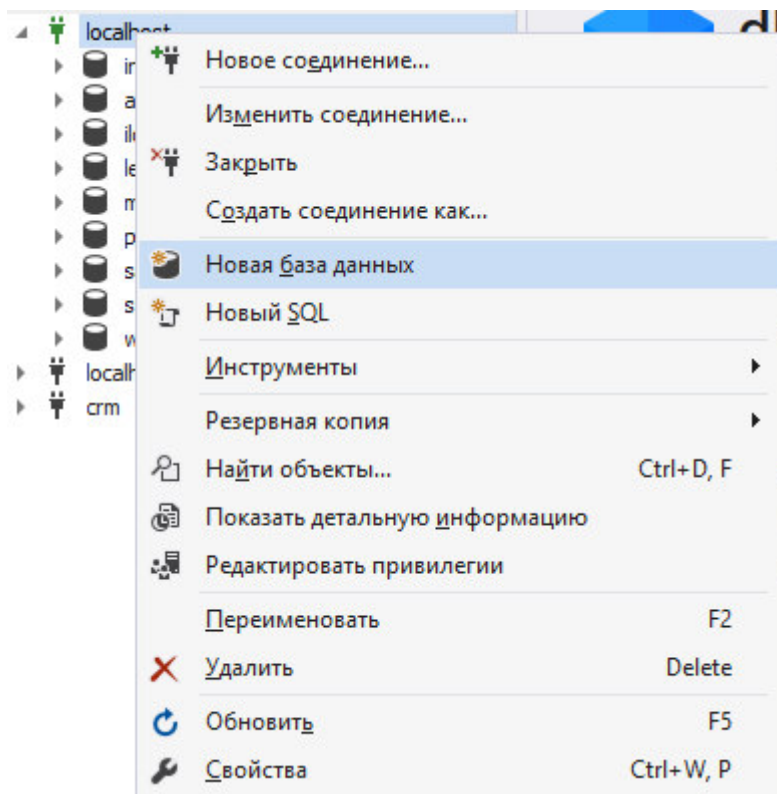 localhost
Новое соединение...
Изменить соединение...
Закрыть
Создать соединение как...
Новая база данных
Новый SQL
Инструменты
crm
Резервная копия
Найти объекты... Ctrl+D, F
Показать детальную информацию
Редактировать привилегии
Переименовать F2
Удалить Delete
Обновить F5
Свойства Ctrl+W, P